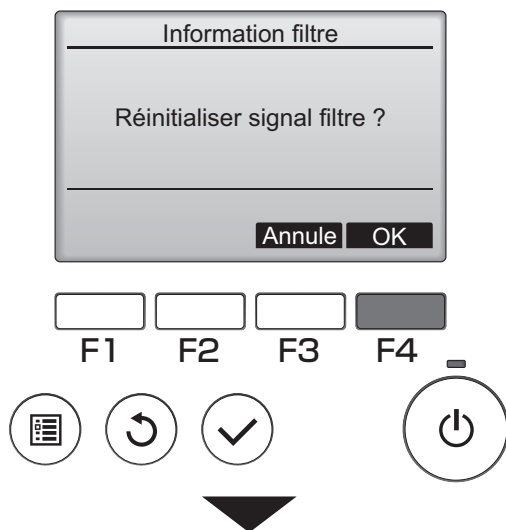 Information filtre
Réinitialiser signal filtre ?
Annule OK
F1 F2 F3 F4